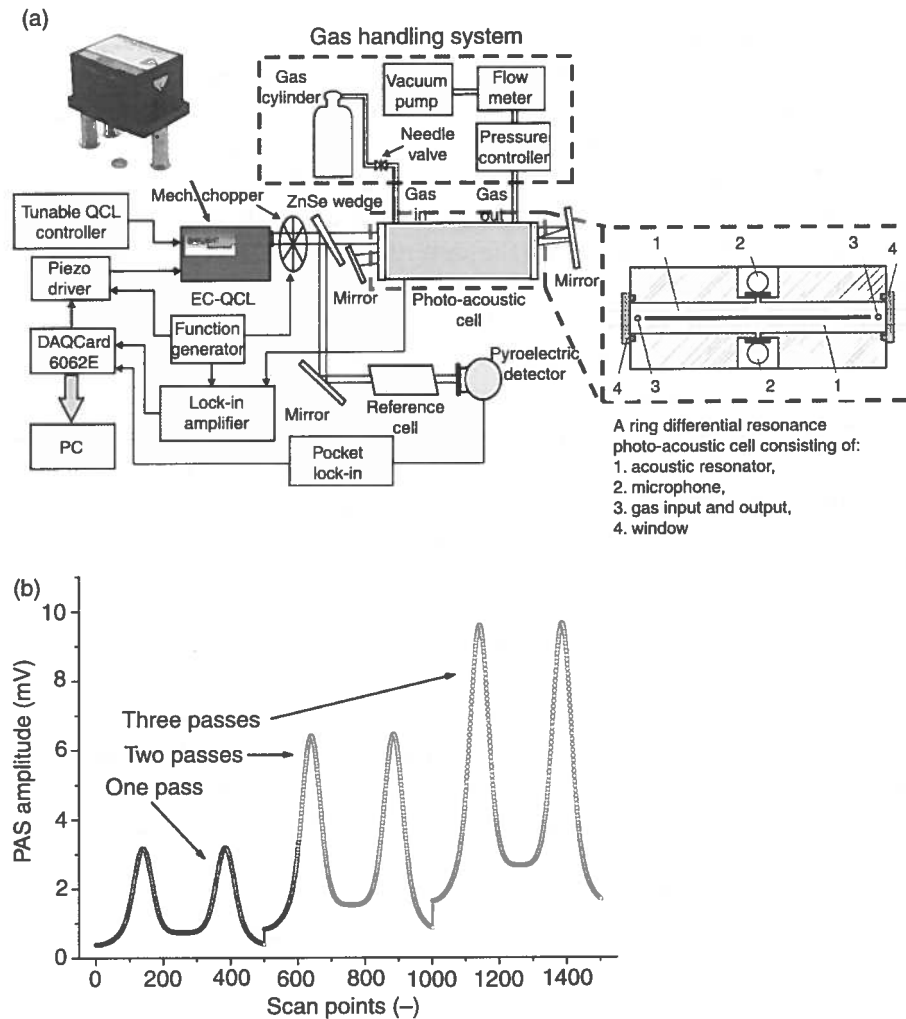 (a)
Gas handling system
Gas
cylinder
Vacuum
pump
Flow
meter
Needle
valve
Pressure
controller
Mech. chopper
ZnSe wedge
Gas
in
Gas
out
Tunable QCL
controller
Piezo
driver
EC-QCL
Mirror
Photo-acoustic
cell
Mirror
DAQCard
6062E
Function
generator
Pyroelectric
detector
Mirror
Reference
cell
Lock-in
amplifier
PC
Pocket
lock-in
1 2 3 4
4 3 2 1
A ring differential resonance
photo-acoustic cell consisting of:
1. acoustic resonator,
2. microphone,
3. gas input and output,
4. window
(b)
PAS amplitude (mV)
10
8
6
4
2
0
Three passes
Two passes
One pass
0 200 400 600 800 1000 1200 1400
Scan points (–)